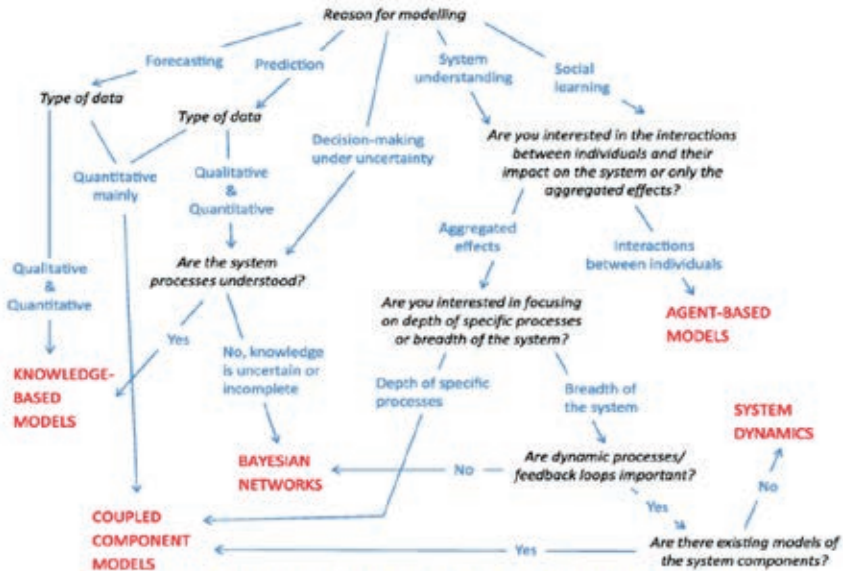 Reason for modelling
Forecasting
Prediction
System
understanding
Social
learning
Type of data
Type of data
Decision-making
under uncertainty
Are you interested in the interactions
between individuals and their
impact on the system or only the
aggregated effects?
Quantitative
mainly
Qualitative
&
Quantitative
Aggregated
effects
Interactions
between individuals
Qualitative
&
Quantitative
Are the system
processes understood?
Are you interested in focusing
on depth of specific processes
or breadth of the system?
AGENT-BASED
MODELS
Yes
No, knowledge
is uncertain or
incomplete
Depth of specific
processes
Breadth of
the system
KNOWLEDGE-
BASED
MODELS
SYSTEM
DYNAMICS
BAYESIAN
NETWORKS
No
Are dynamic processes/
feedback loops important?
No
Yes
COUPLED
COMPONENT
MODELS
Yes
Are there existing models of
the system components?